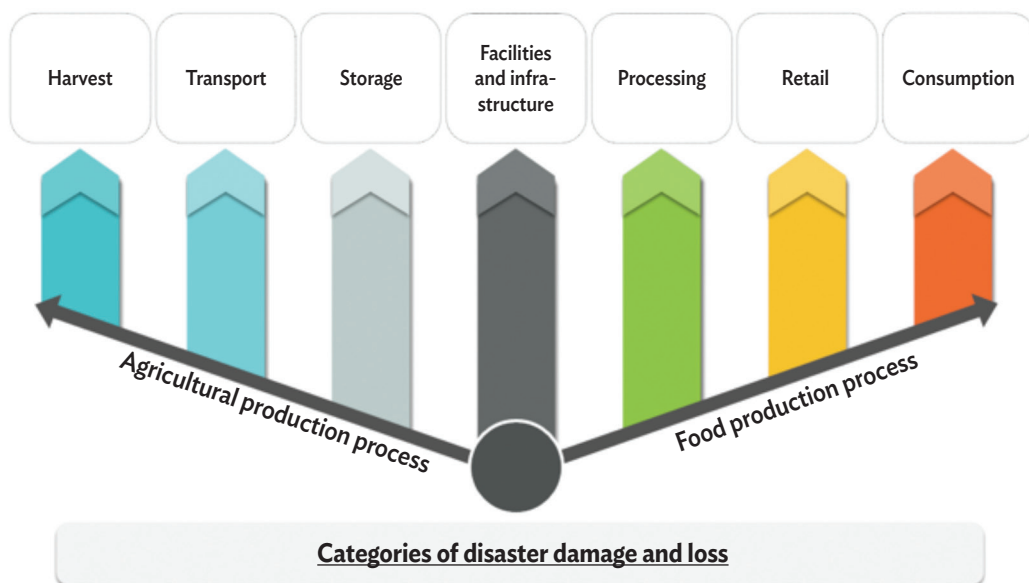 Harvest
Transport
Storage
Facilities
and infra-
structure
Processing
Retail
Consumption
Agricultural production process
Food production process
Categories of disaster damage and loss